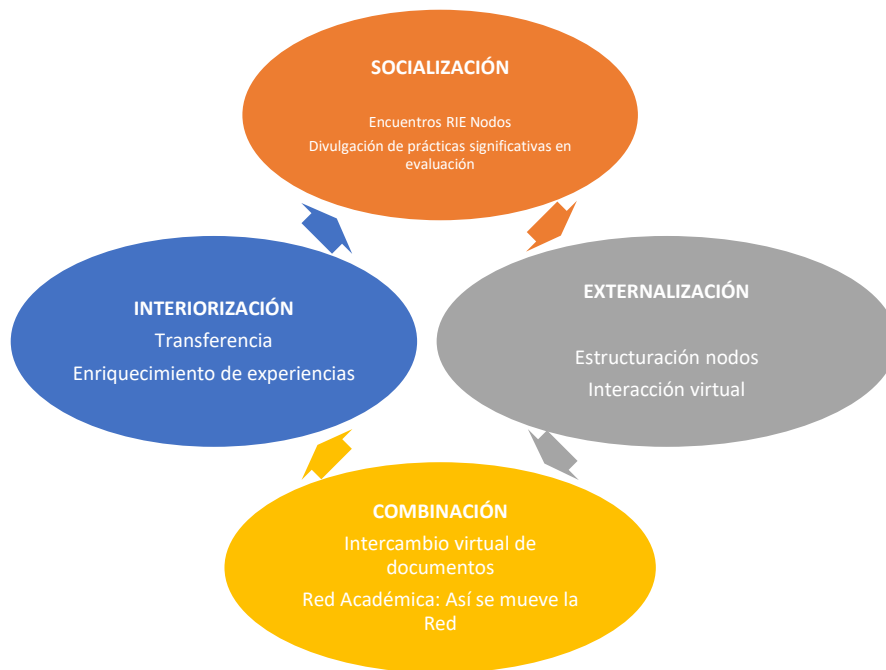 SOCIALIZACIÓN
Encuentros RIE Nodos
Divulgación de prácticas significativas en
evaluación
INTERIORIZACIÓN
Transferencia
Enriquecimiento de experiencias
EXTERNALIZACIÓN
Estructuración nodos
Interacción virtual
COMBINACIÓN
Intercambio virtual de
documentos
Red Académica: Así se mueve la
Red